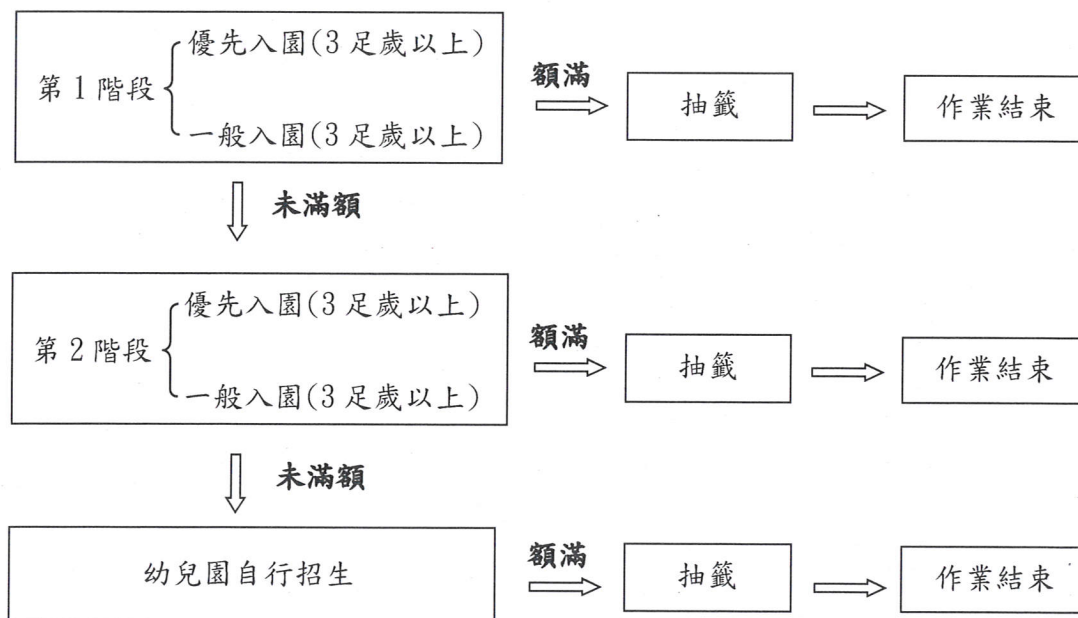 優先入園(3足歲以上)
第1階段
一般入園(3足歲以上)
額滿
抽籤
作業結束
未滿額
優先入園(3足歲以上)
第2階段
一般入園(3足歲以上)
額滿
抽籤
作業結束
未滿額
幼兒園自行招生
額滿
抽籤
作業結束